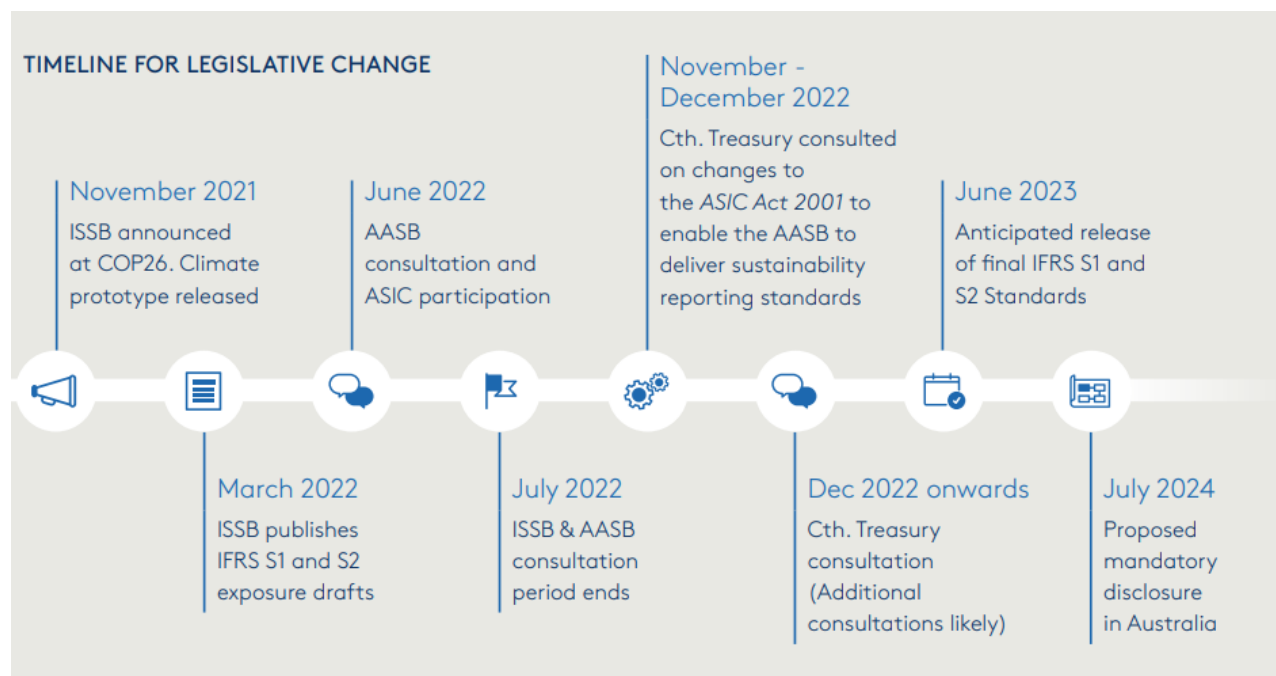 TIMELINE FOR LEGISLATIVE CHANGE
November 2021
ISSB announced
at COP26. Climate
prototype released
March 2022
ISSB publishes
IFRS S1 and S2
exposure drafts
June 2022
AASB
consultation and
ASIC participation
July 2022
ISSB & AASB
consultation
period ends
November -
December 2022
Cth. Treasury consulted
on changes to
the ASIC Act 2001 to
enable the AASB to
deliver sustainability
reporting standards
Dec 2022 onwards
Cth. Treasury
consultation
(Additional
consultations likely)
June 2023
Anticipated release
of final IFRS S1 and
S2 Standards
July 2024
Proposed
mandatory
disclosure
in Australia